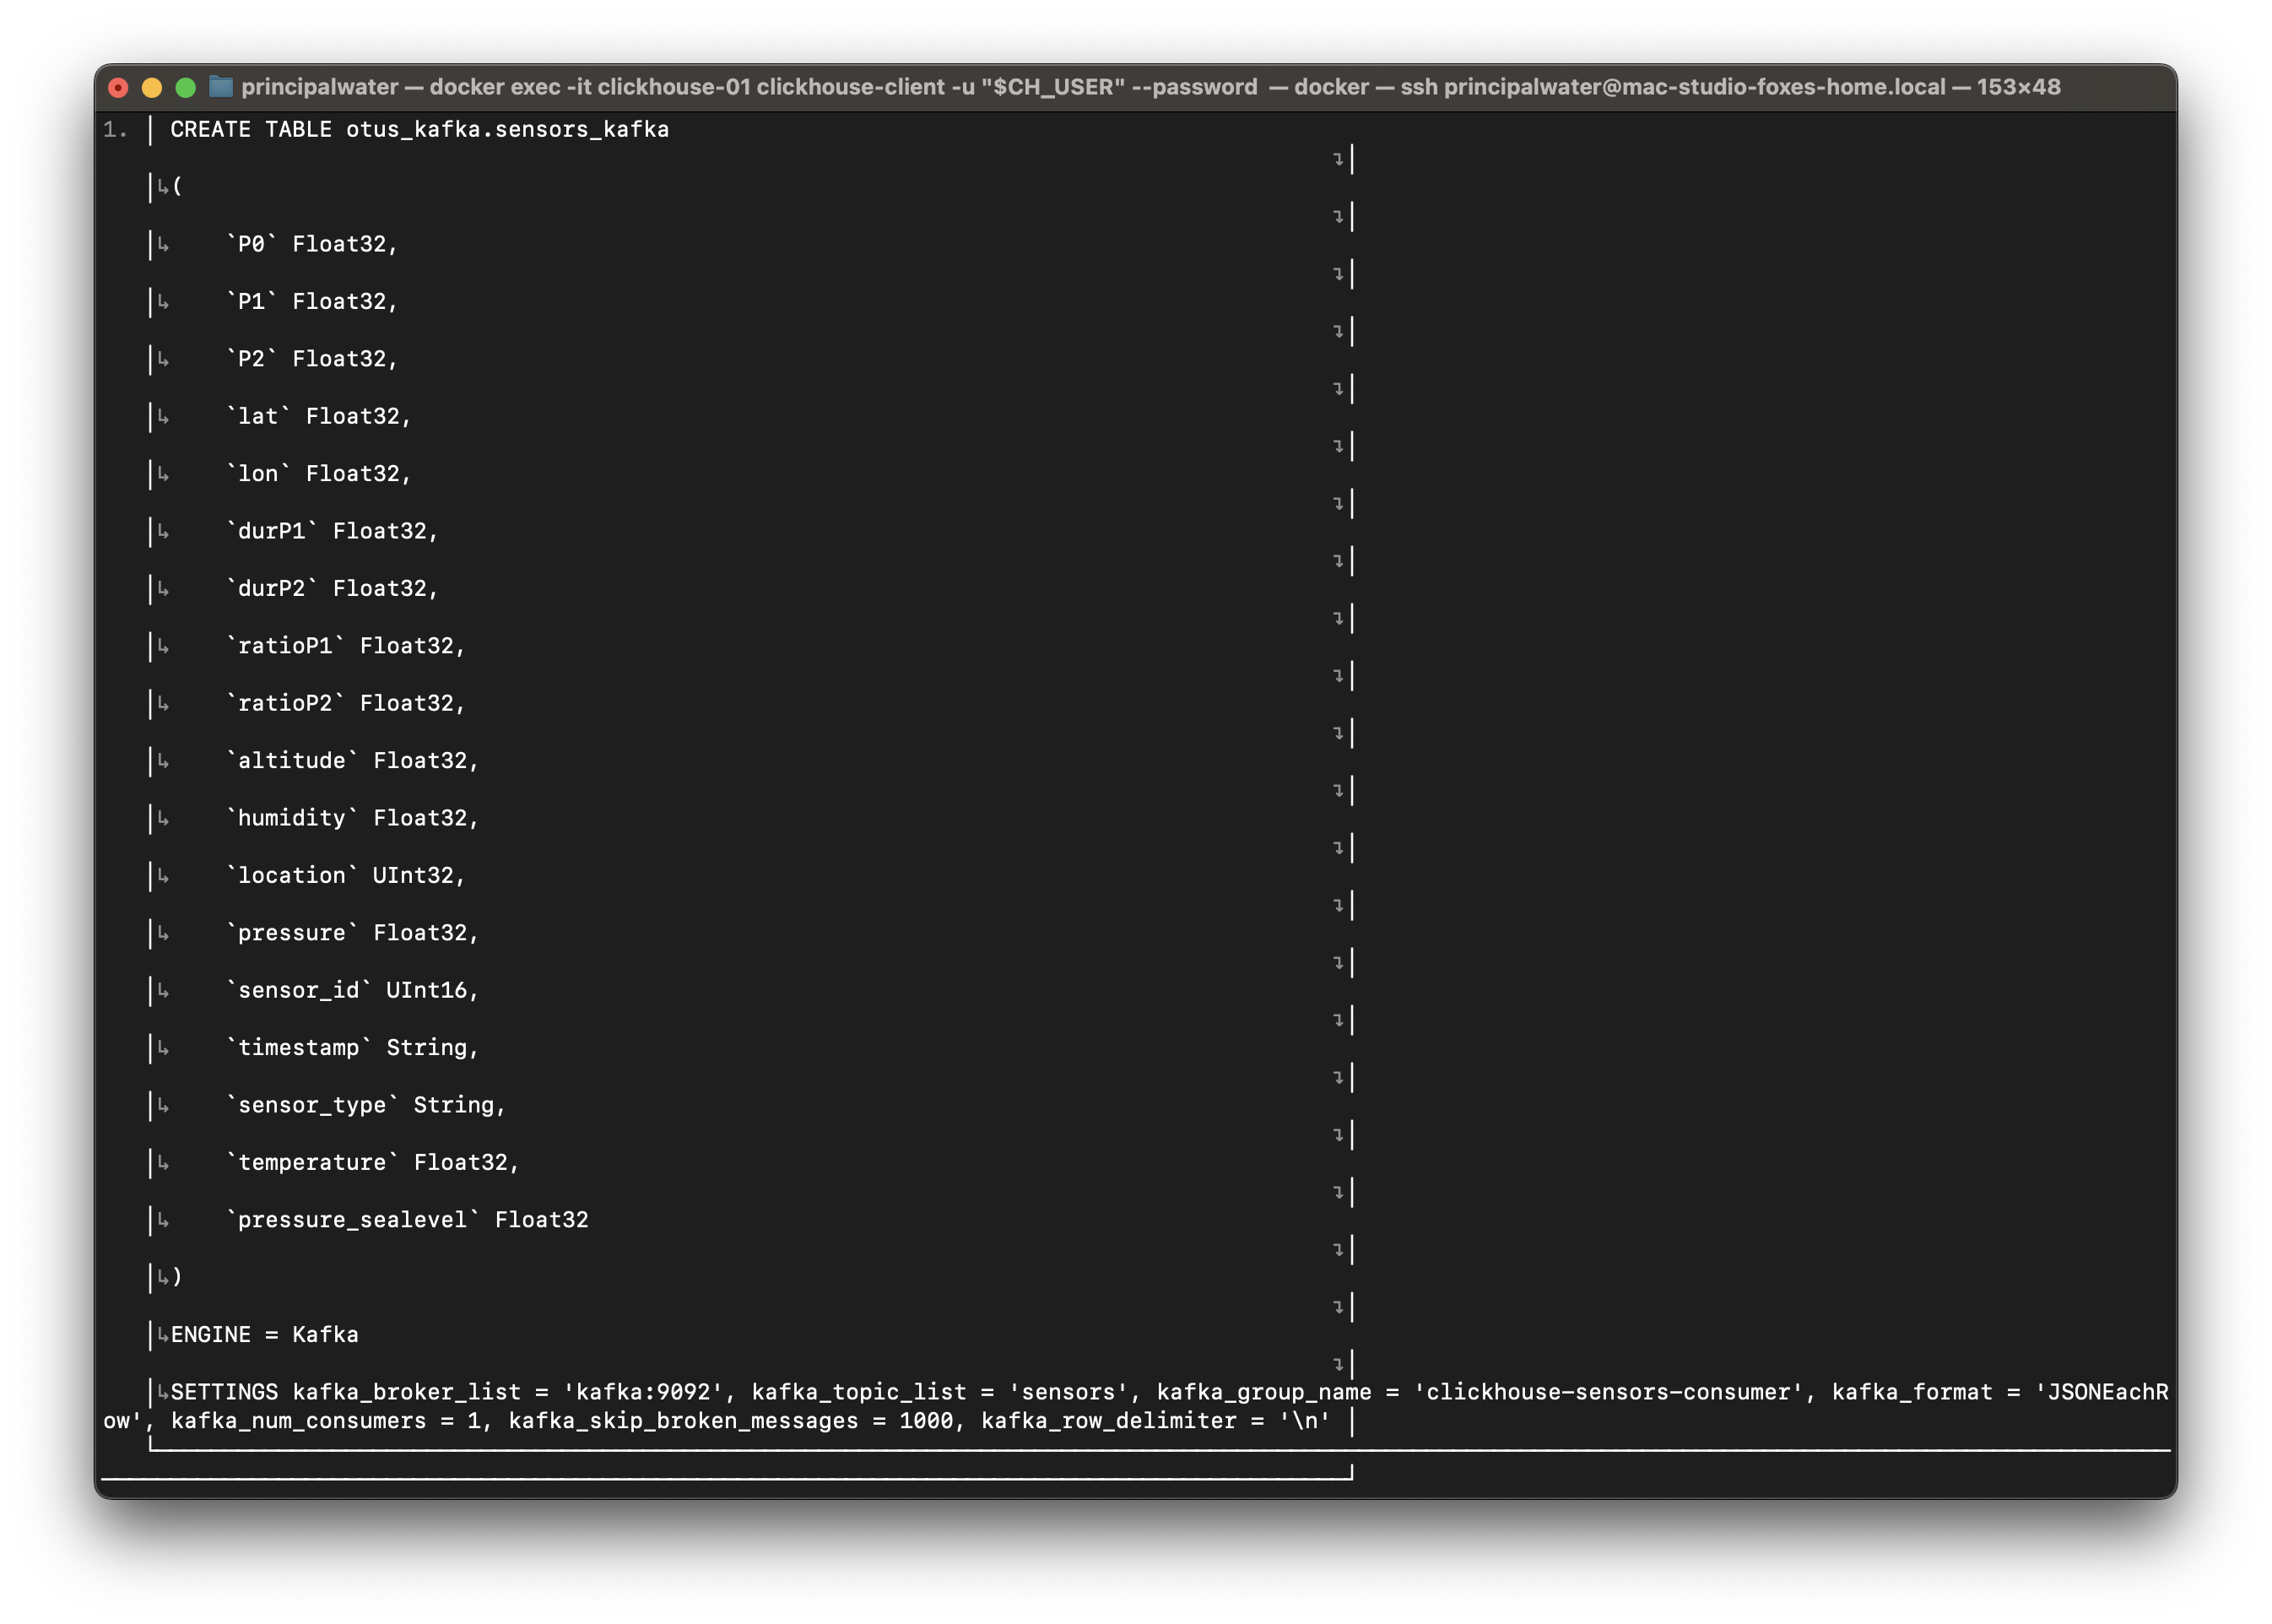 principalwater — docker exec -it clickhouse-01 clickhouse-client -u "$CH_USER" --password — docker — ssh principalwater@mac-studio-foxes-home.local — 153×48
1. │ CREATE TABLE otus_kafka.sensors_kafka
↴│
│↳(
↴│
│↳    `P0` Float32,
↴│
│↳    `P1` Float32,
↴│
│↳    `P2` Float32,
↴│
│↳    `lat` Float32,
↴│
│↳    `lon` Float32,
↴│
│↳    `durP1` Float32,
↴│
│↳    `durP2` Float32,
↴│
│↳    `ratioP1` Float32,
↴│
│↳    `ratioP2` Float32,
↴│
│↳    `altitude` Float32,
↴│
│↳    `humidity` Float32,
↴│
│↳    `location` UInt32,
↴│
│↳    `pressure` Float32,
↴│
│↳    `sensor_id` UInt16,
↴│
│↳    `timestamp` String,
↴│
│↳    `sensor_type` String,
↴│
│↳    `temperature` Float32,
↴│
│↳    `pressure_sealevel` Float32
↴│
│↳)
↴│
│↳ENGINE = Kafka
↴│
│↳SETTINGS kafka_broker_list = 'kafka:9092', kafka_topic_list = 'sensors', kafka_group_name = 'clickhouse-sensors-consumer', kafka_format = 'JSONEachR
ow', kafka_num_consumers = 1, kafka_skip_broken_messages = 1000, kafka_row_delimiter = '\n' │